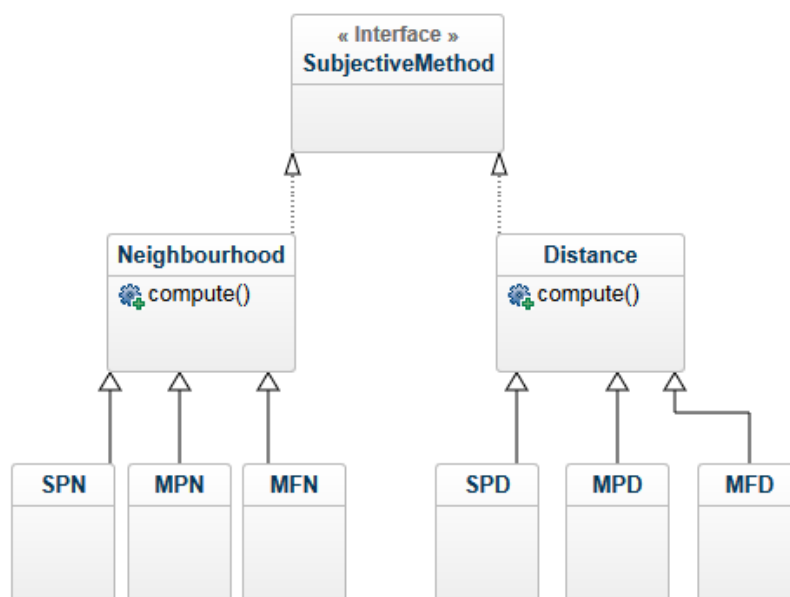 « Interface »
SubjectiveMethod
Neighbourhood
compute()
Distance
compute()
SPN
MPN
MFN
SPD
MPD
MFD